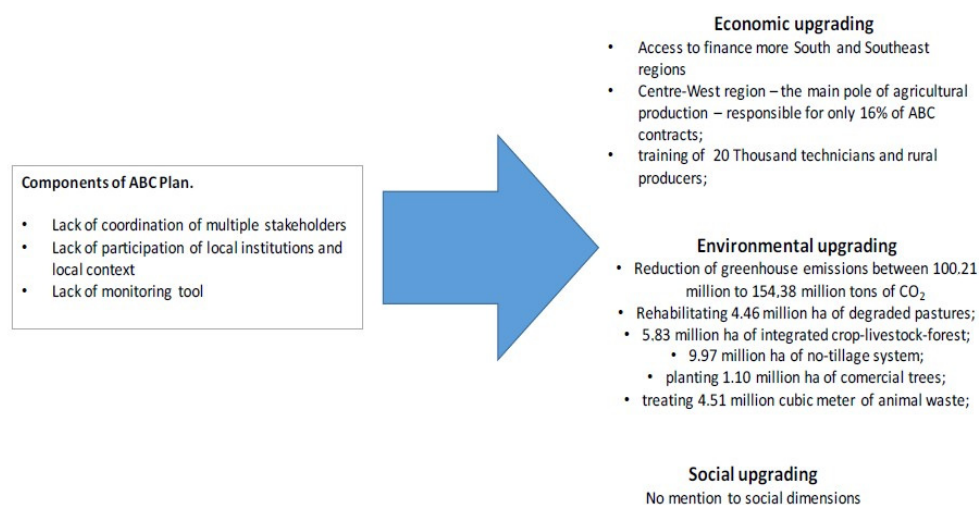 Components of ABC Plan.
• Lack of coordination of multiple stakeholders
• Lack of participation of local institutions and
local context
• Lack of monitoring tool
Economic upgrading
• Access to finance more South and Southeast
regions
• Centre-West region – the main pole of agricultural
production – responsible for only 16% of ABC
contracts;
• training of 20 Thousand technicians and rural
producers;
Environmental upgrading
• Reduction of greenhouse emissions between 100.21
million to 154,38 million tons of CO₂
• Rehabilitating 4.46 million ha of degraded pastures;
• 5.83 million ha of integrated crop-livestock-forest;
• 9.97 million ha of no-tillage system;
• planting 1.10 million ha of comercial trees;
• treating 4.51 million cubic meter of animal waste;
Social upgrading
No mention to social dimensions